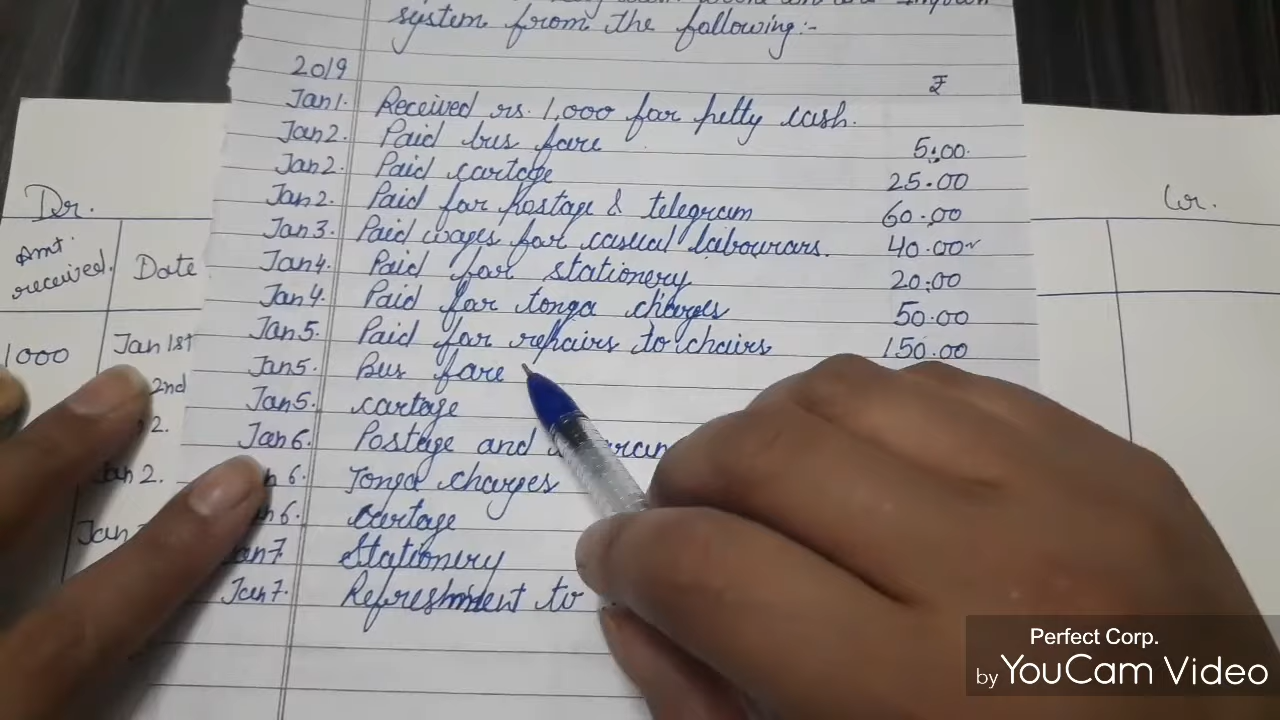 system from the following:-
2019 ₹
Jan 1. Received rs. 1,000 for petty cash.
Jan 2. Paid bus fare 5.00
Jan 2. Paid cartage 25.00
Jan 2. Paid for Postage & telegram 60.00
Jan 3. Paid wages for casual labourars. 40.00
Jan 4. Paid for stationery 20.00
Jan 4. Paid for tonga charges 50.00
Jan 5. Paid for repairs to chairs 150.00
Jan 5. Bus fare
Jan 5. cartage
Jan 6. Postage and
6. Tonga charges
6. cartage
Jan 7 Stationery
Jan 7. Refreshment to
Dr.
Amt. received.
Date
1000
Jan 1st
2nd
2.
Jan 2.
Jan
Cr.
Perfect Corp.
by YouCam Video